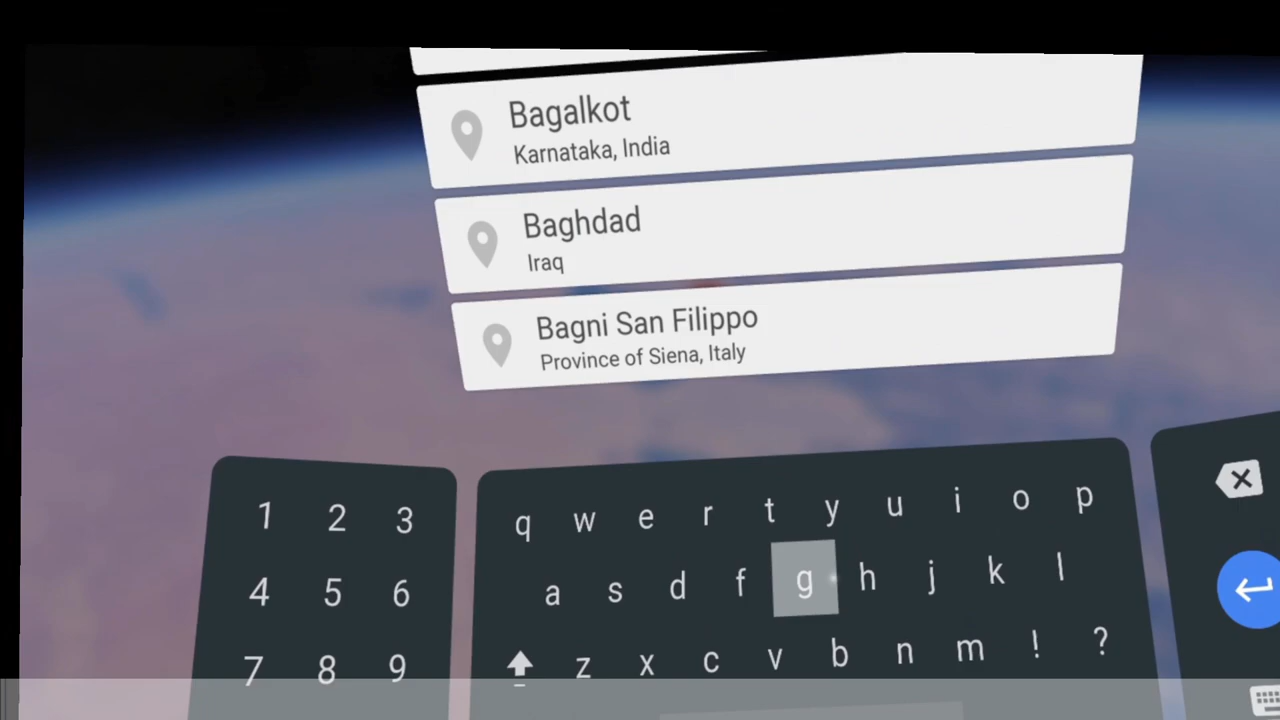 Bagalkot
Karnataka, India
Baghdad
Iraq
Bagni San Filippo
Province of Siena, Italy
1 2 3 q w e r t y u i o p
4 5 6 a s d f g h j k l
7 8 9 z x c v b n m ! ?